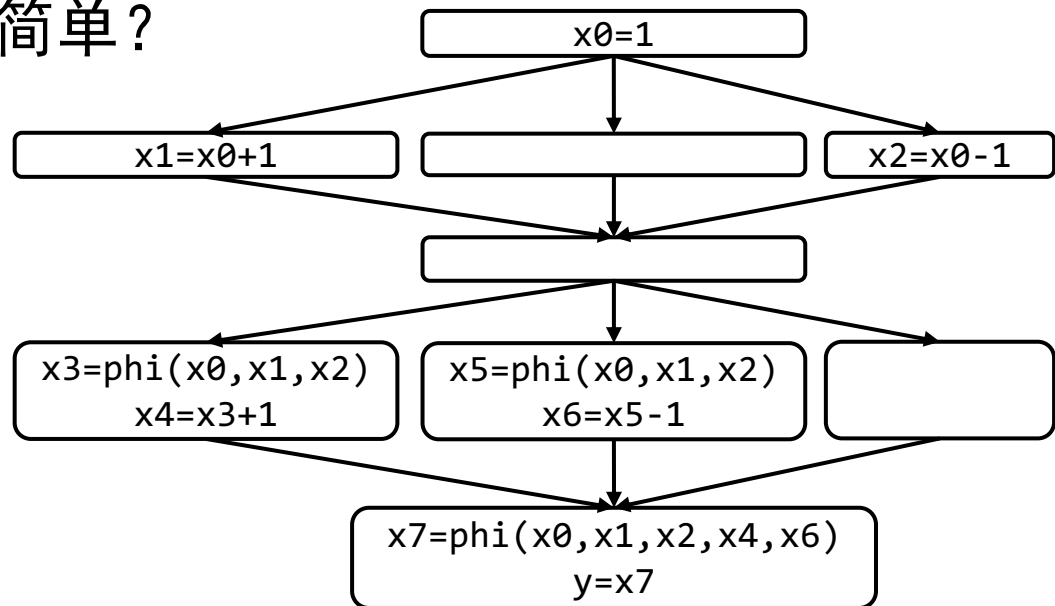 简单?
x0=1
x1=x0+1
x2=x0-1
x3=phi(x0,x1,x2)
x4=x3+1
x5=phi(x0,x1,x2)
x6=x5-1
x7=phi(x0,x1,x2,x4,x6)
y=x7